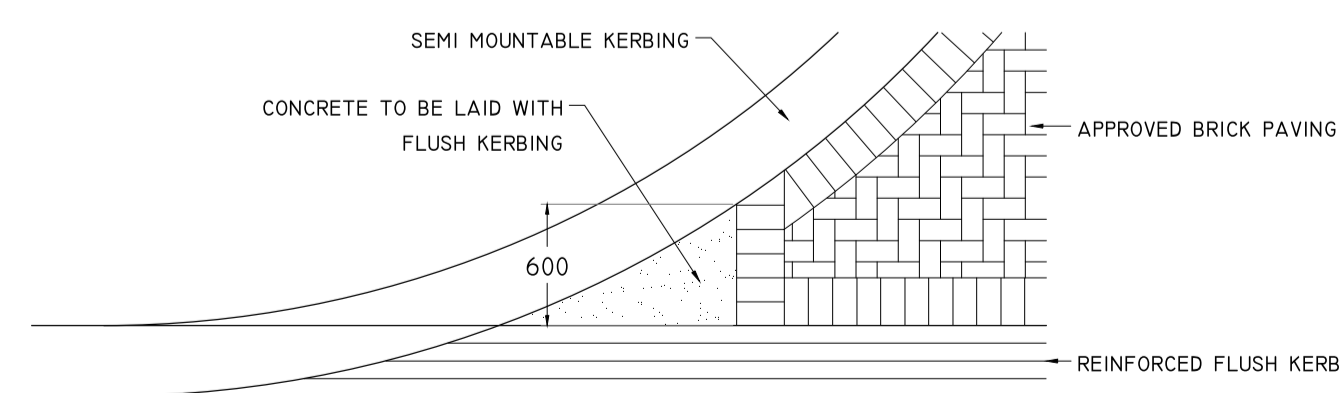 SEMI MOUNTABLE KERBING
CONCRETE TO BE LAID WITH
FLUSH KERBING
APPROVED BRICK PAVING
600
REINFORCED FLUSH KERB